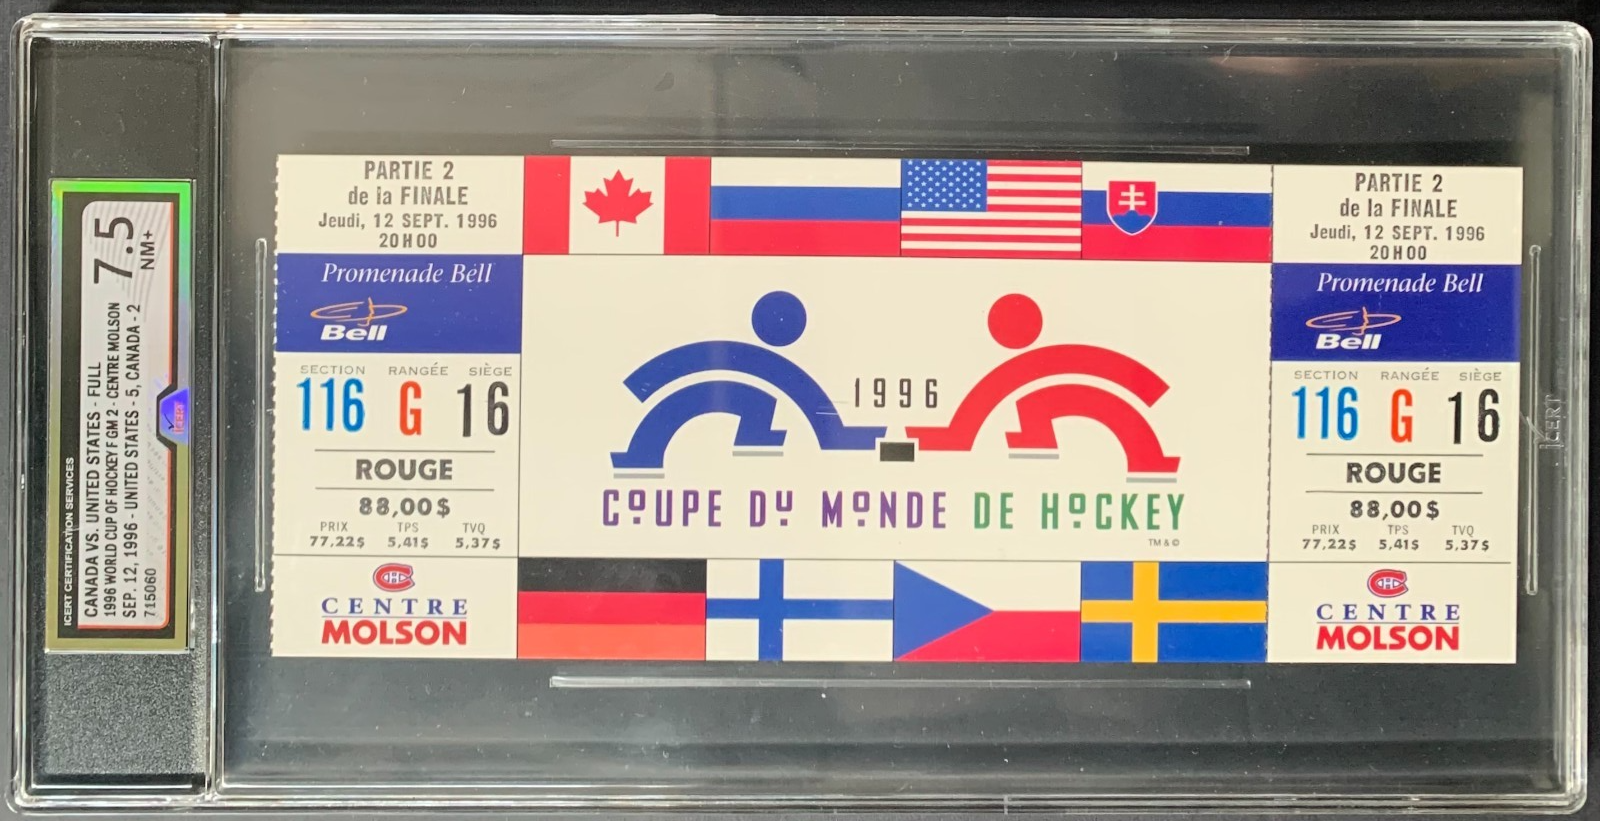 ICERT CERTIFICATION SERVICES
CANADA VS. UNITED STATES - FULL
1996 WORLD CUP OF HOCKEY F GM 2 - CENTRE MOLSON
SEP. 12, 1996 - UNITED STATES - 5, CANADA - 2
715060
7.5
NM+
ICERT
PARTIE 2
de la FINALE
Jeudi, 12 SEPT. 1996
20H00
Promenade Bell
Bell
SECTION RANGÉE SIÈGE
116 G 16
ROUGE
88,00$
PRIX TPS TVQ
77,22$ 5,41$ 5,37$
CH
CENTRE
MOLSON
1996
COUPE DU MONDE DE HOCKEY
TM & ©
PARTIE 2
de la FINALE
Jeudi, 12 SEPT. 1996
20H00
Promenade Bell
Bell
SECTION RANGÉE SIÈGE
116 G 16
ROUGE
88,00$
PRIX TPS TVQ
77,22$ 5,41$ 5,37$
CH
CENTRE
MOLSON
ICERT